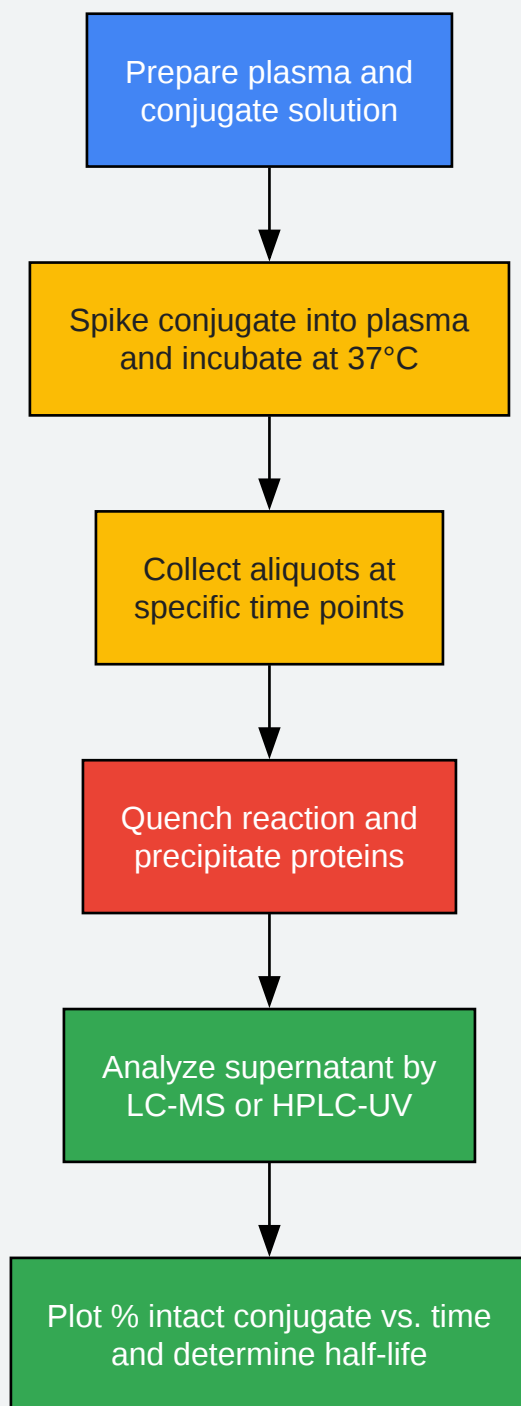 Prepare plasma and
conjugate solution
Spike conjugate into plasma
and incubate at 37°C
Collect aliquots at
specific time points
Quench reaction and
precipitate proteins
Analyze supernatant by
LC-MS or HPLC-UV
Plot % intact conjugate vs. time
and determine half-life